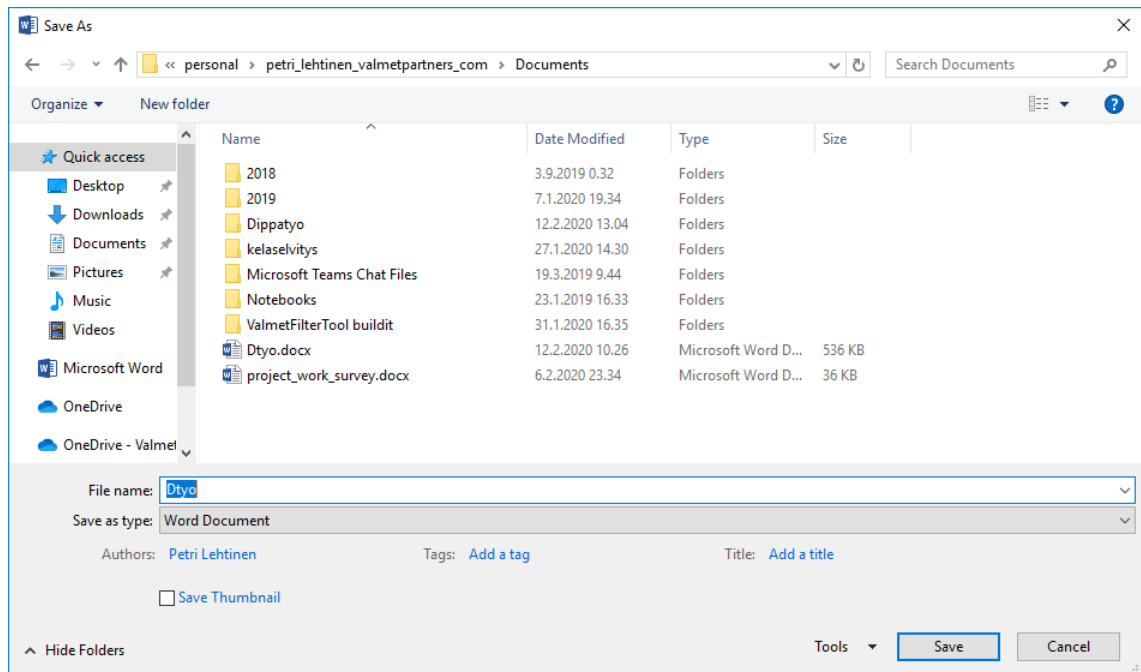 Save As
« personal › petri_lehtinen_valmetpartners_com › Documents
Search Documents
Organize
New folder
Name Date Modified Type Size
Quick access
Desktop
Downloads
Documents
Pictures
Music
Videos
Microsoft Word
OneDrive
OneDrive - Valmet
2018 3.9.2019 0.32 Folders
2019 7.1.2020 19.34 Folders
Dippatyo 12.2.2020 13.04 Folders
kelaselvitys 27.1.2020 14.30 Folders
Microsoft Teams Chat Files 19.3.2019 9.44 Folders
Notebooks 23.1.2019 16.33 Folders
ValmetFilterTool buildit 31.1.2020 16.35 Folders
Dtyo.docx 12.2.2020 10.26 Microsoft Word D... 536 KB
project_work_survey.docx 6.2.2020 23.34 Microsoft Word D... 36 KB
File name: Dtyo
Save as type: Word Document
Authors: Petri Lehtinen Tags: Add a tag Title: Add a title
Save Thumbnail
Hide Folders
Tools
Save
Cancel